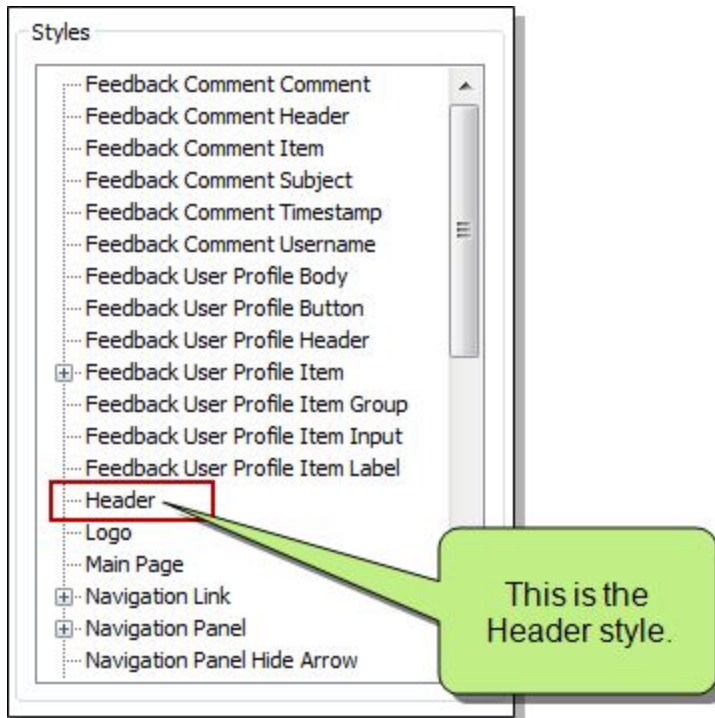 Styles
Feedback Comment Comment
Feedback Comment Header
Feedback Comment Item
Feedback Comment Subject
Feedback Comment Timestamp
Feedback Comment Username
Feedback User Profile Body
Feedback User Profile Button
Feedback User Profile Header
Feedback User Profile Item
Feedback User Profile Item Group
Feedback User Profile Item Input
Feedback User Profile Item Label
Header
Logo
Main Page
Navigation Link
Navigation Panel
Navigation Panel Hide Arrow
This is the
Header style.